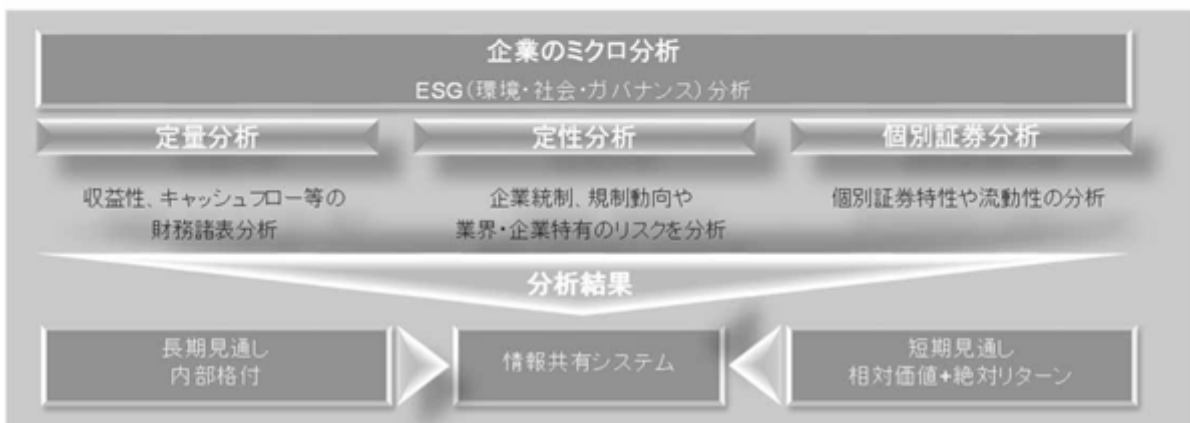 企業のミクロ分析
ESG(環境・社会・ガバナンス)分析
定量分析
収益性、キャッシュフロー等の
財務諸表分析
定性分析
企業統制、規制動向や
業界・企業特有のリスクを分析
個別証券分析
個別証券特性や流動性の分析
分析結果
長期見通し
内部格付
情報共有システム
短期見通し
相対価値+絶対リターン